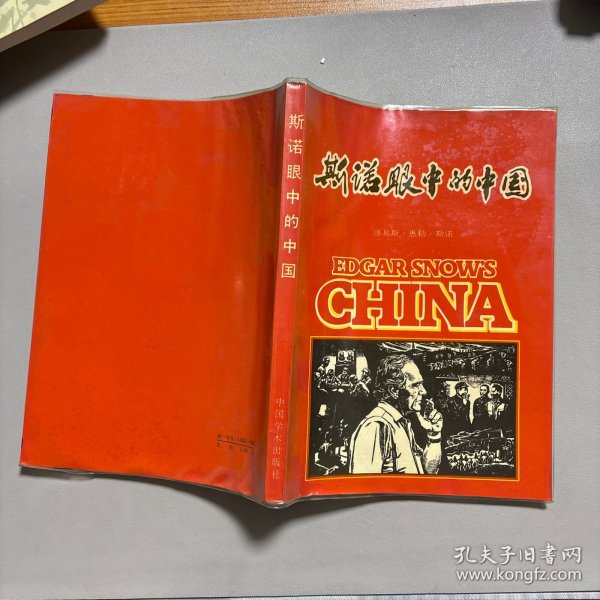 斯诺眼中的中国
中国学术出版社
斯诺眼中的中国
洛易斯·惠勒·斯诺
EDGAR SNOW'S
CHINA
孔夫子旧书网
www.kongfz.com